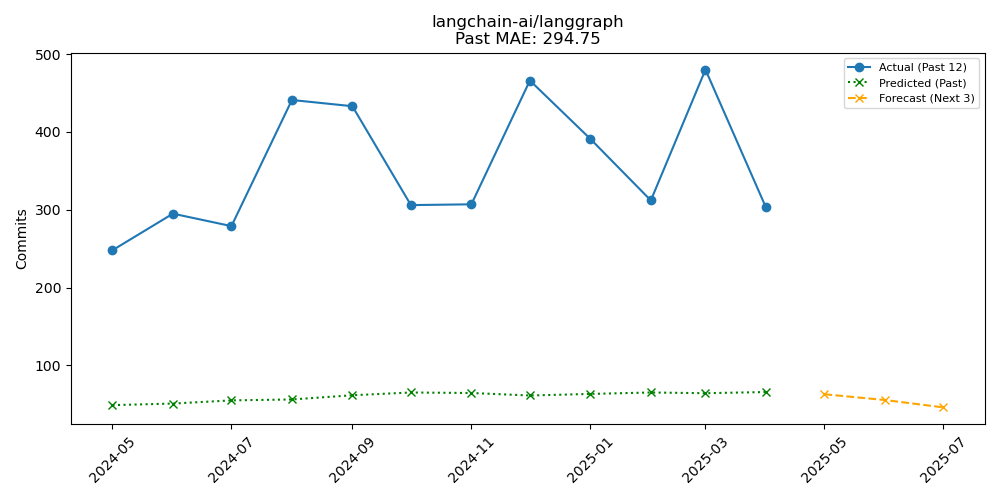 langchain-ai/langgraph
Past MAE: 294.75
Actual (Past 12)
Predicted (Past)
Forecast (Next 3)
Commits
500
400
300
200
100
2024-05
2024-07
2024-09
2024-11
2025-01
2025-03
2025-05
2025-07